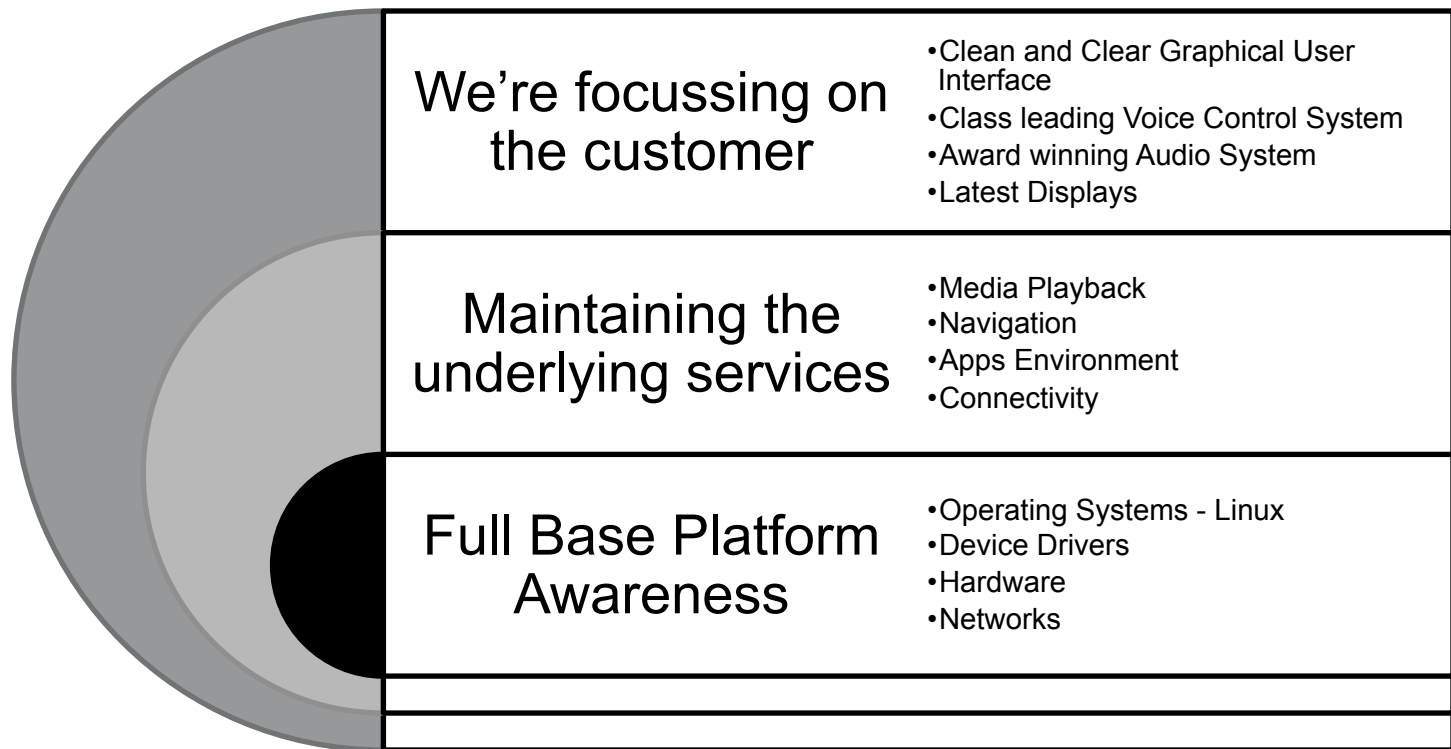 We're focussing on
the customer
•Clean and Clear Graphical User
Interface
•Class leading Voice Control System
•Award winning Audio System
•Latest Displays
Maintaining the
underlying services
•Media Playback
•Navigation
•Apps Environment
•Connectivity
Full Base Platform
Awareness
•Operating Systems - Linux
•Device Drivers
•Hardware
•Networks